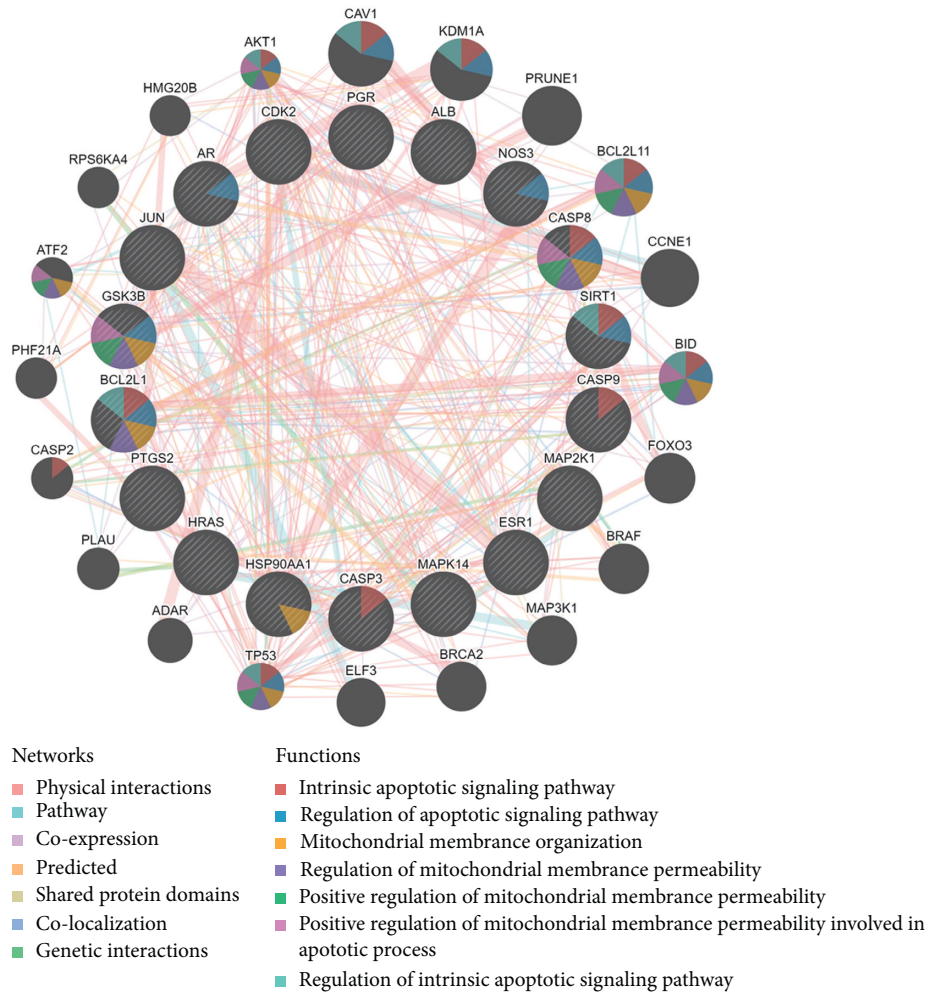 CAV1
KDM1A
AKT1
PRUNE1
HMG20B
PGR
CDK2
ALB
AR
NOS3
BCL2L11
RPS6KA4
JUN
CASP8
CCNE1
ATF2
GSK3B
SIRT1
BID
PHF21A
BCL2L1
CASP9
FOXO3
CASP2
PTGS2
MAP2K1
BRAF
PLAU
HRAS
ESR1
HSP90AA1
CASP3
MAPK14
MAP3K1
ADAR
TP53
ELF3
BRCA2
Networks
Physical interactions
Pathway
Co-expression
Predicted
Shared protein domains
Co-localization
Genetic interactions
Functions
Intrinsic apoptotic signaling pathway
Regulation of apoptotic signaling pathway
Mitochondrial membrane organization
Regulation of mitochondrial membrane permeability
Positive regulation of mitochondrial membrane permeability
Positive regulation of mitochondrial membrane permeability involved in
apototic process
Regulation of intrinsic apoptotic signaling pathway